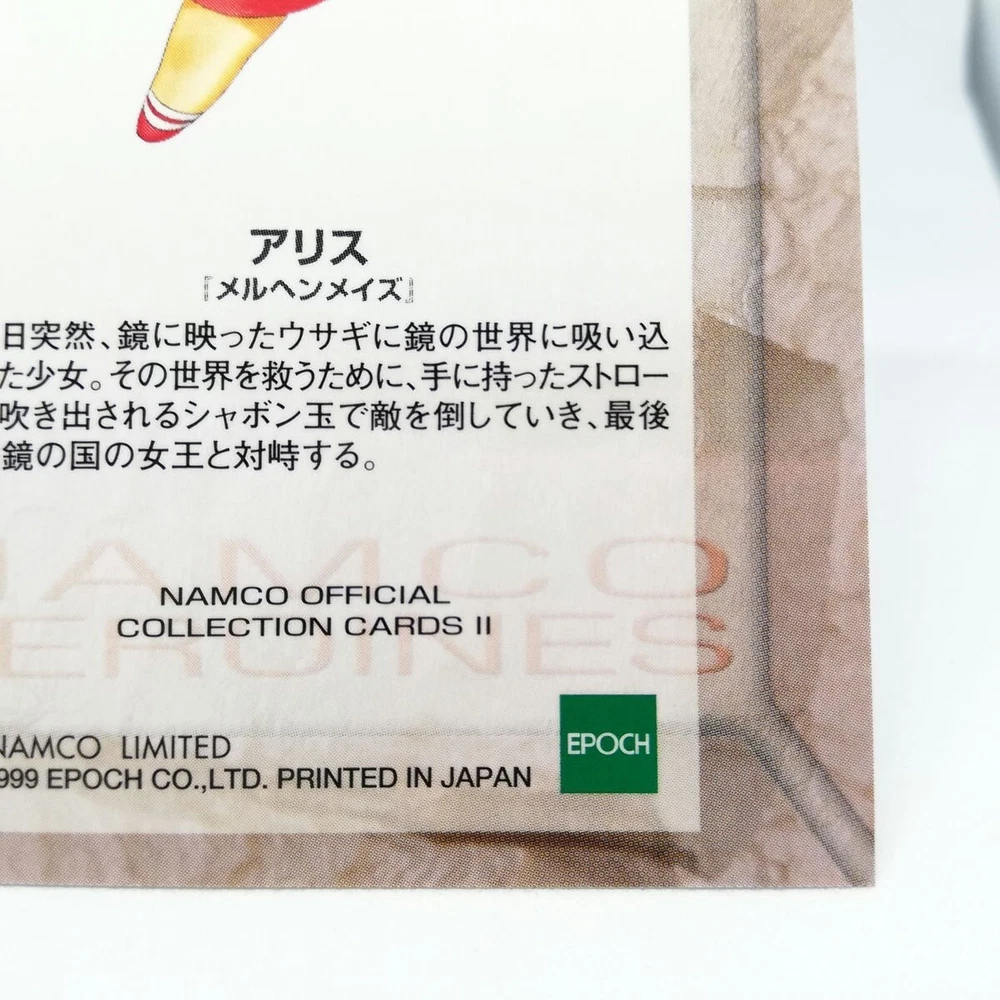 アリス
『メルヘンメイズ』
日突然、鏡に映ったウサギに鏡の世界に吸い込
た少女。その世界を救うために、手に持ったストロー
吹き出されるシャボン玉で敵を倒していき、最後
鏡の国の女王と対峙する。
NAMCO
NAMCO OFFICIAL
COLLECTION CARDS II
EROINES
NAMCO LIMITED
999 EPOCH CO.,LTD. PRINTED IN JAPAN
EPOCH